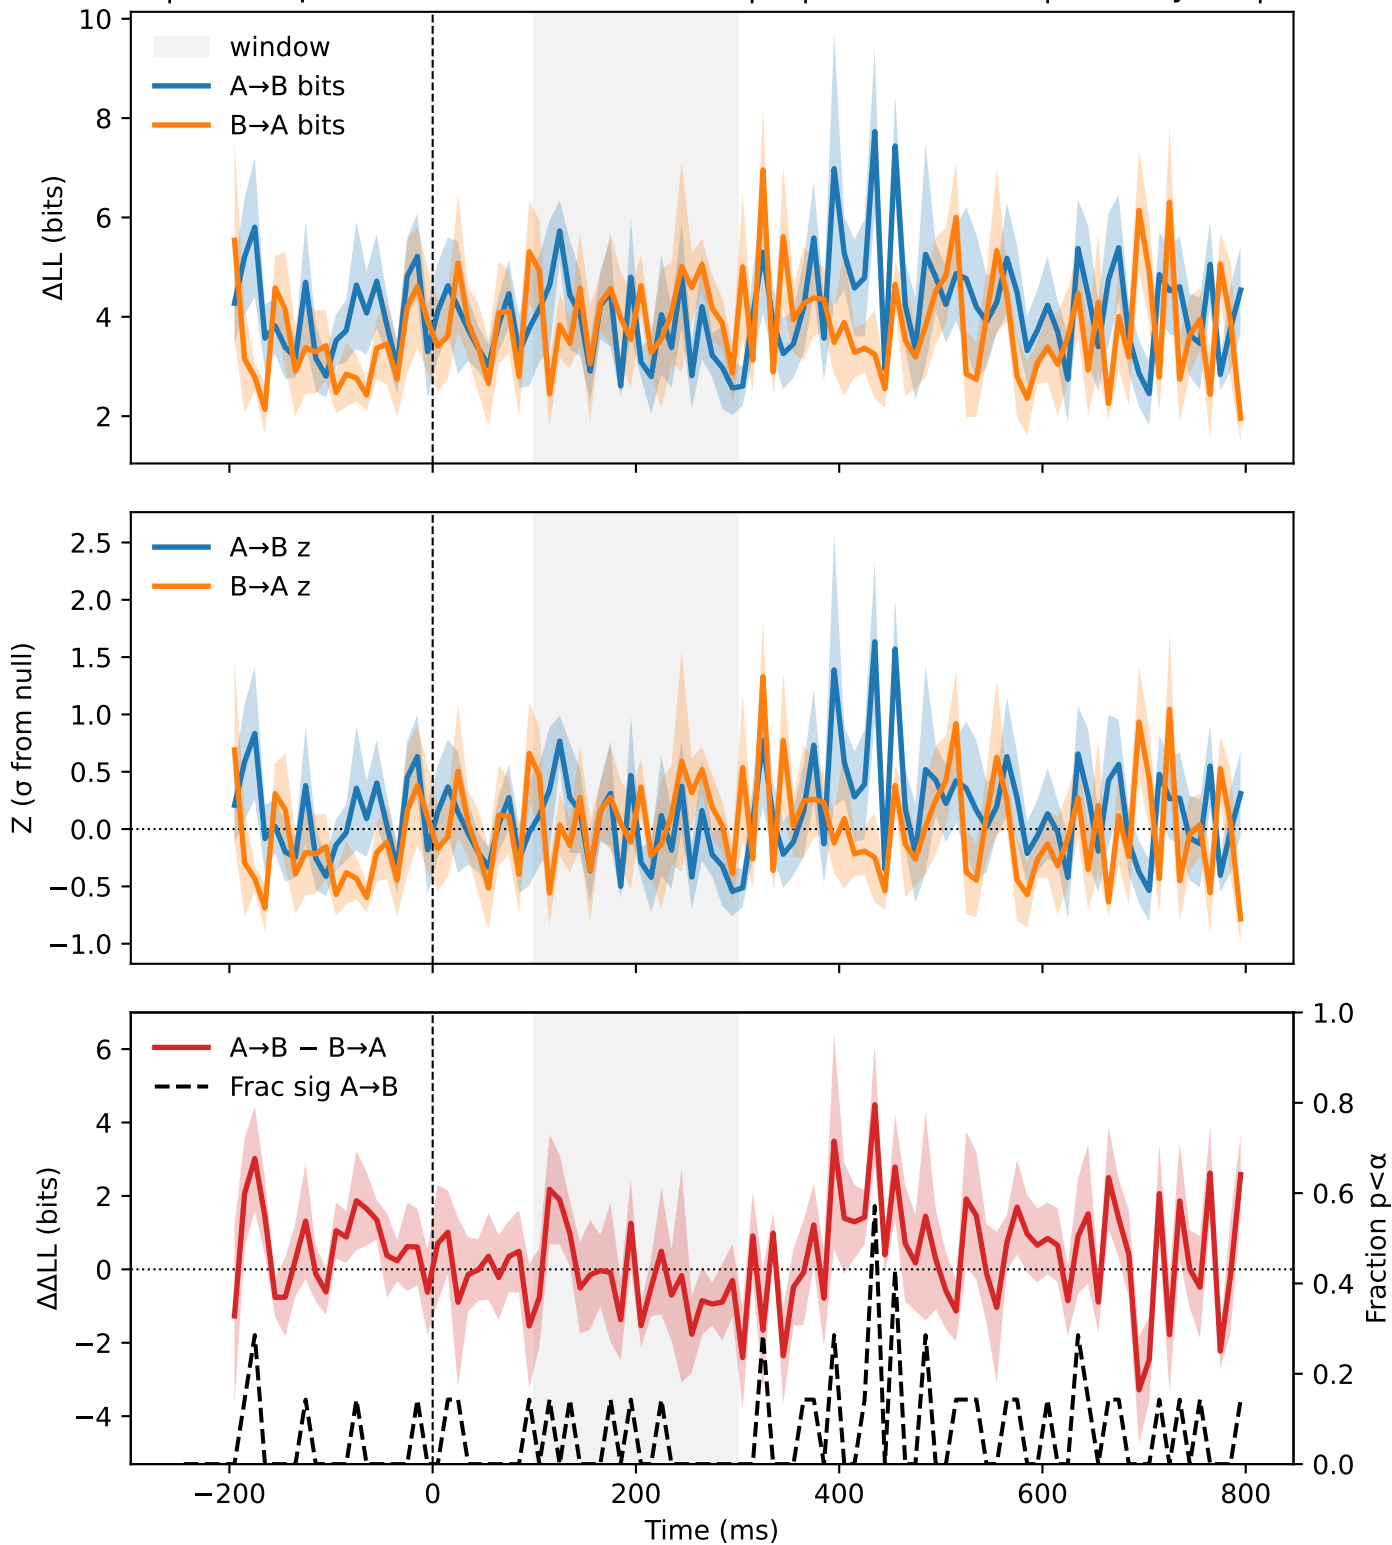 10
8
6
4
2
ΔLL (bits)
window
A→B bits
B→A bits
2.5
2.0
1.5
1.0
0.5
0.0
−0.5
−1.0
Z (σ from null)
A→B z
B→A z
6
4
2
0
−2
−4
ΔΔLL (bits)
A→B − B→A
Frac sig A→B
1.0
0.8
0.6
0.4
0.2
0.0
Fraction p<α
−200
0
200
400
600
800
Time (ms)